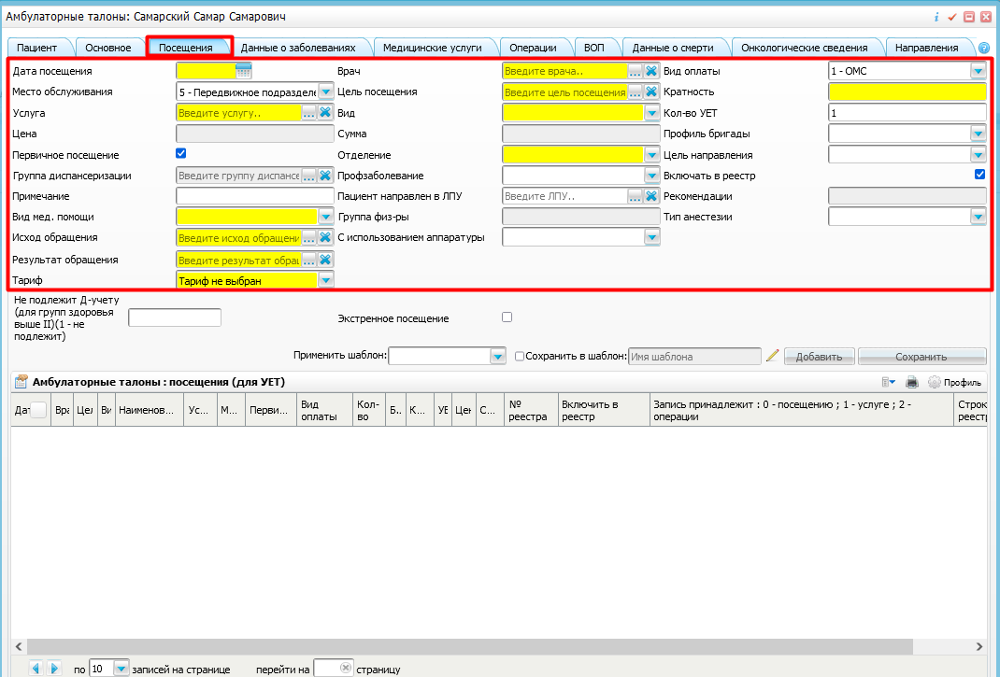 Амбулаторные талоны: Самарский Самар Самарович
Пациент Основное Посещения Данные о заболеваниях Медицинские услуги Операции ВОП Данные о смерти Онкологические сведения Направления
Дата посещения Врач Введите врача.. ... Вид оплаты 1 - ОМС
Место обслуживания 5 - Передвижное подразделе Цель посещения Введите цель посещения ... Кратность
Услуга Введите услугу.. ... Вид Кол-во УЕТ 1
Цена Сумма Профиль бригады
Первичное посещение Отделение Цель направления
Группа диспансеризации Введите группу диспансе ... Профзаболевание Включать в реестр
Примечание Пациент направлен в ЛПУ Введите ЛПУ.. ... Рекомендации
Вид мед. помощи Группа физ-ры Тип анестезии
Исход обращения Введите исход обращени ... С использованием аппаратуры
Результат обращения Введите результат обращ ...
Тариф Тариф не выбран
Не подлежит Д-учету
(для групп здоровья
выше II)(1 - не
подлежит)
Экстренное посещение
Применить шаблон: Сохранить в шаблон: Имя шаблона Добавить Сохранить
Амбулаторные талоны : посещения (для УЕТ) Профиль
Дат Вра Цел Ви Наименов... Ус... М... Перви... Вид оплаты Кол-во Б.. К... УЕ Цен С... № реестра Включить в реестр Запись принадлежит : 0 - посещению ; 1 - услуге ; 2 - операции Строк реестр
по 10 записей на странице перейти на страницу